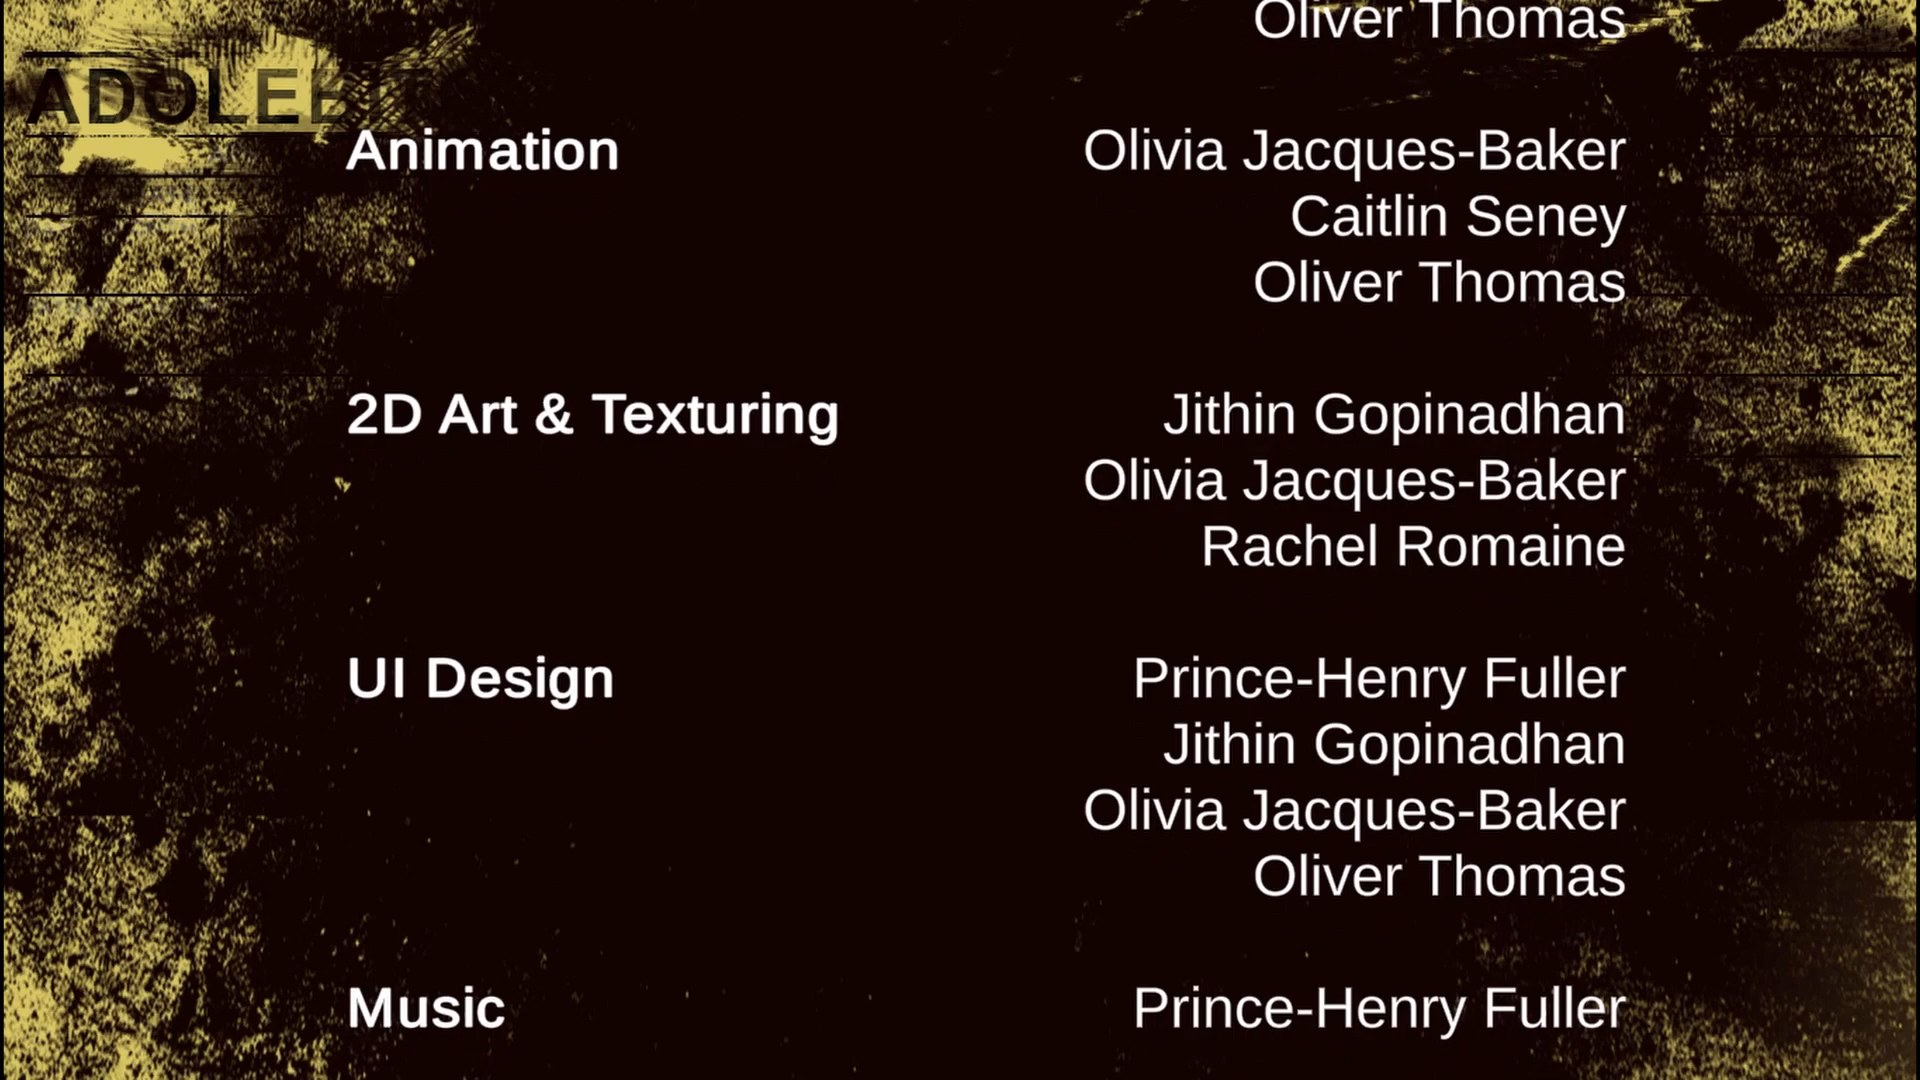 Oliver Thomas
Animation
Olivia Jacques-Baker
Caitlin Seney
Oliver Thomas
2D Art & Texturing
Jithin Gopinadhan
Olivia Jacques-Baker
Rachel Romaine
UI Design
Prince-Henry Fuller
Jithin Gopinadhan
Olivia Jacques-Baker
Oliver Thomas
Music
Prince-Henry Fuller